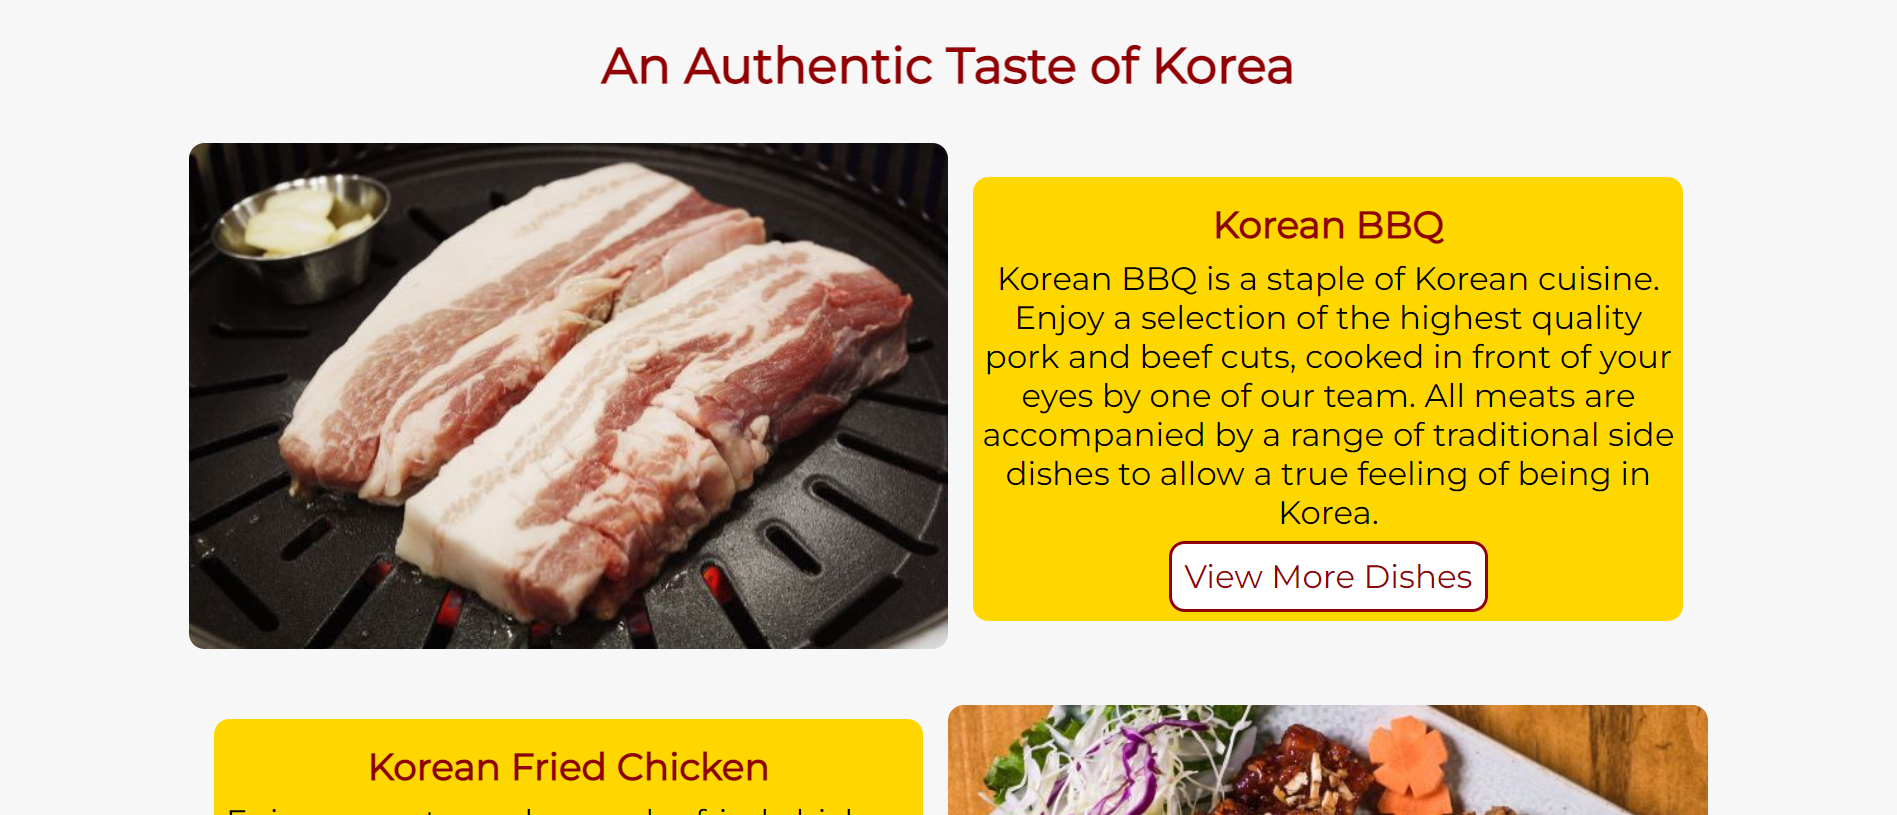 An Authentic Taste of Korea
Korean BBQ
Korean BBQ is a staple of Korean cuisine.
Enjoy a selection of the highest quality
pork and beef cuts, cooked in front of your
eyes by one of our team. All meats are
accompanied by a range of traditional side
dishes to allow a true feeling of being in
Korea.
View More Dishes
Korean Fried Chicken